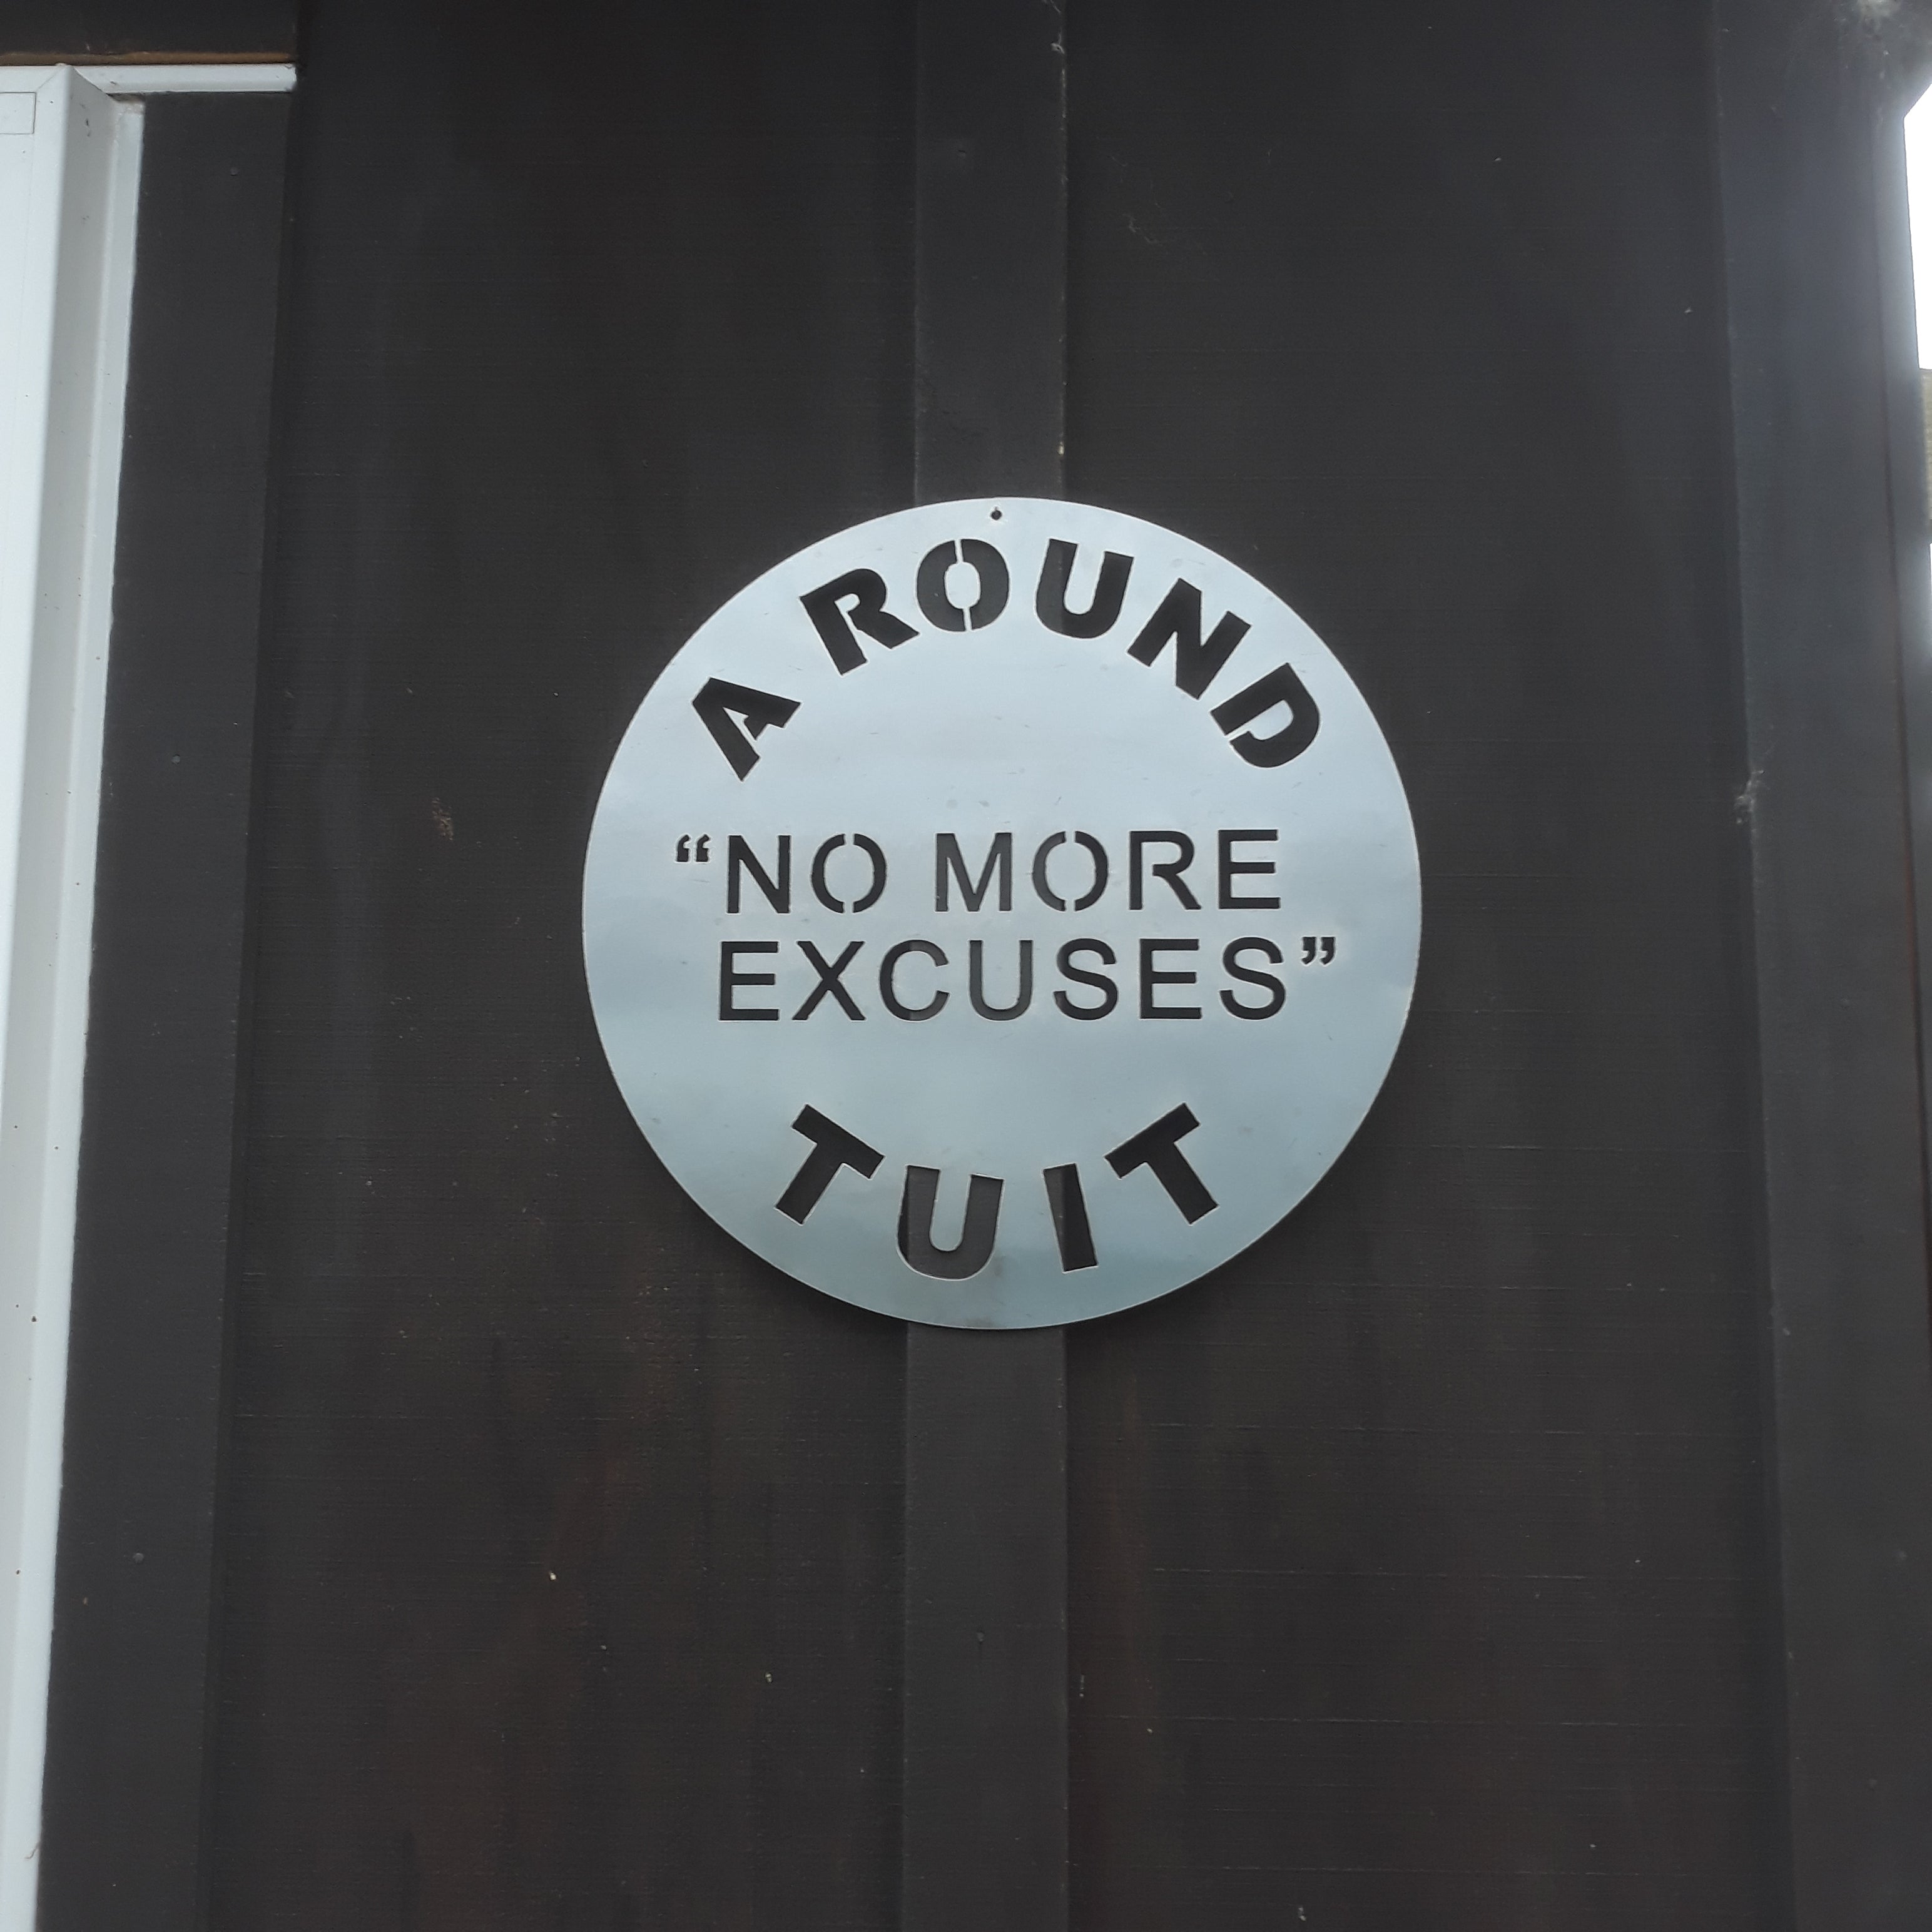 A ROUND
“NO MORE
EXCUSES”
TUIT